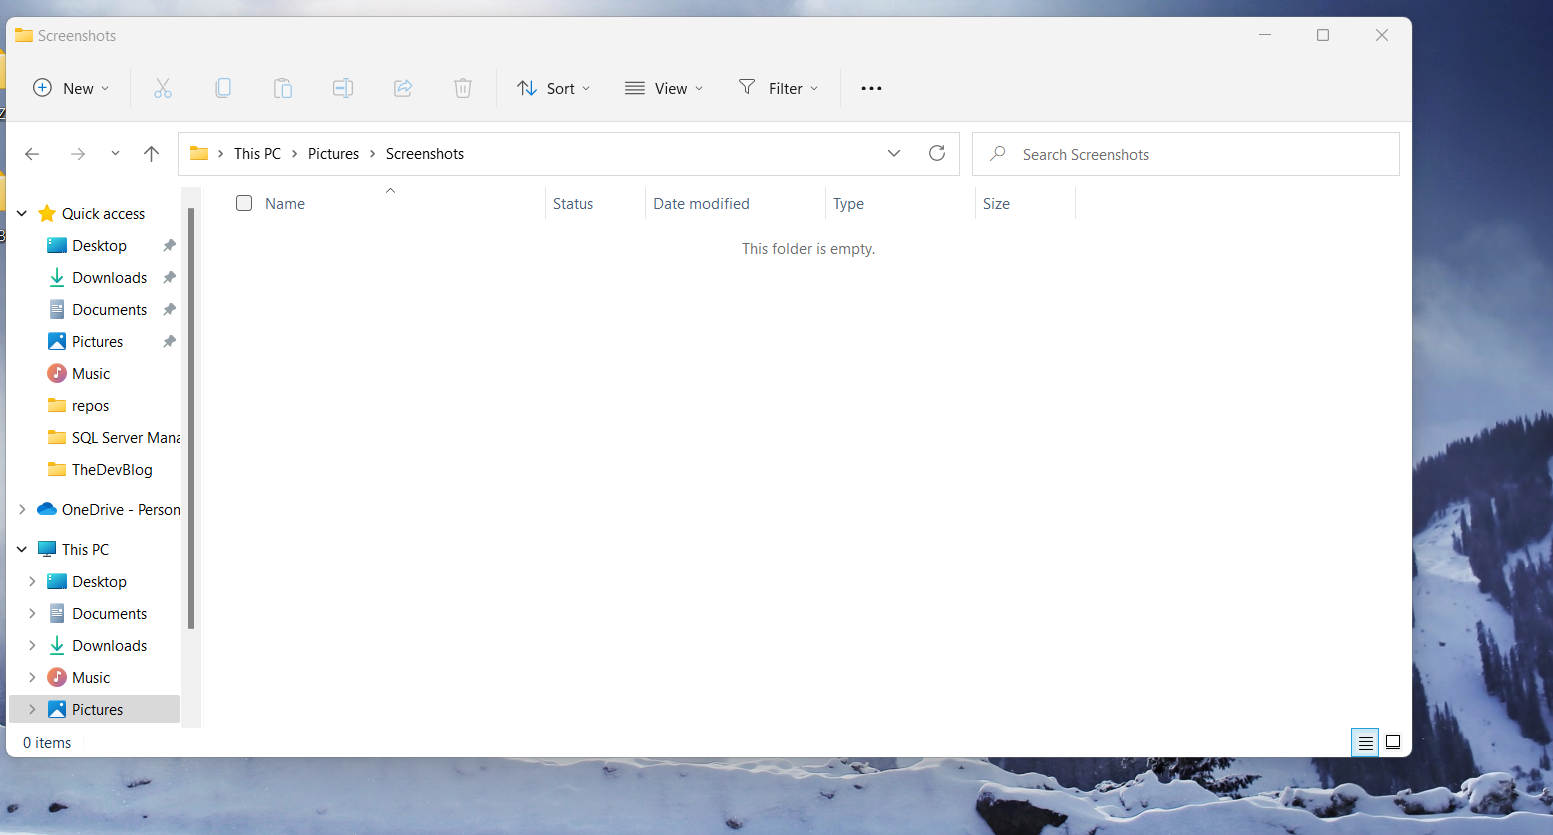 Screenshots
New
Sort
View
Filter
This PC > Pictures > Screenshots
Search Screenshots
Name Status Date modified Type Size
This folder is empty.
Quick access
Desktop
Downloads
Documents
Pictures
Music
repos
SQL Server Mana
TheDevBlog
OneDrive - Person
This PC
Desktop
Documents
Downloads
Music
Pictures
0 items